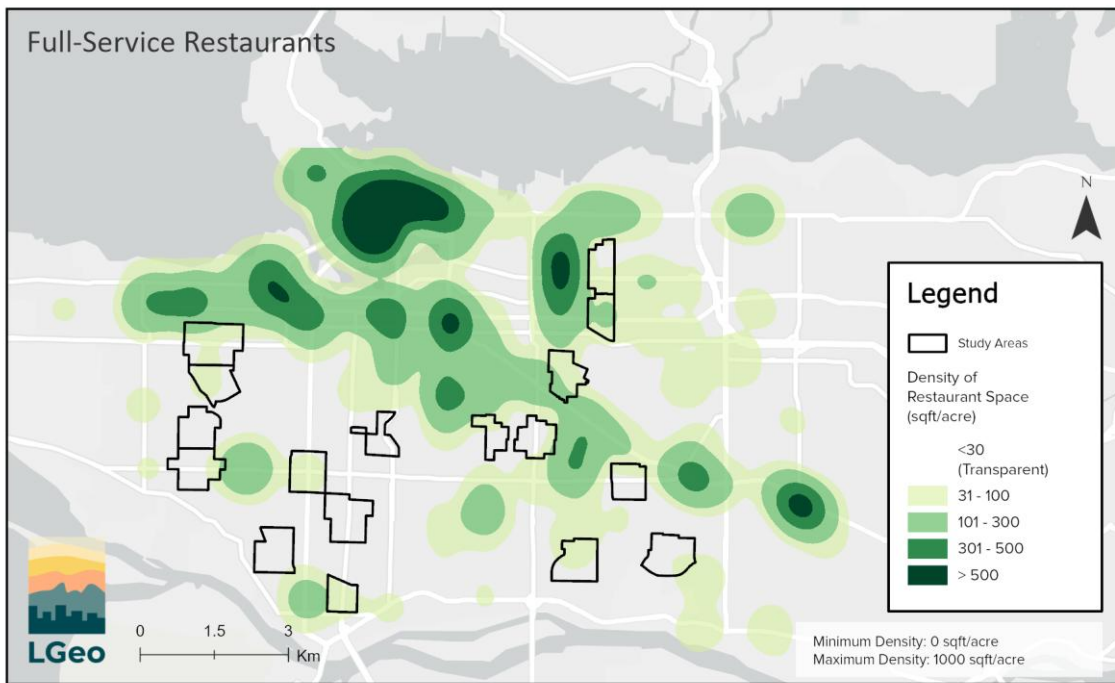 Full-Service Restaurants
N
Legend
Study Areas
Density of
Restaurant Space
(sqft/acre)
<30
(Transparent)
31 - 100
101 - 300
301 - 500
> 500
LGeo
0 1.5 3
Km
Minimum Density: 0 sqft/acre
Maximum Density: 1000 sqft/acre